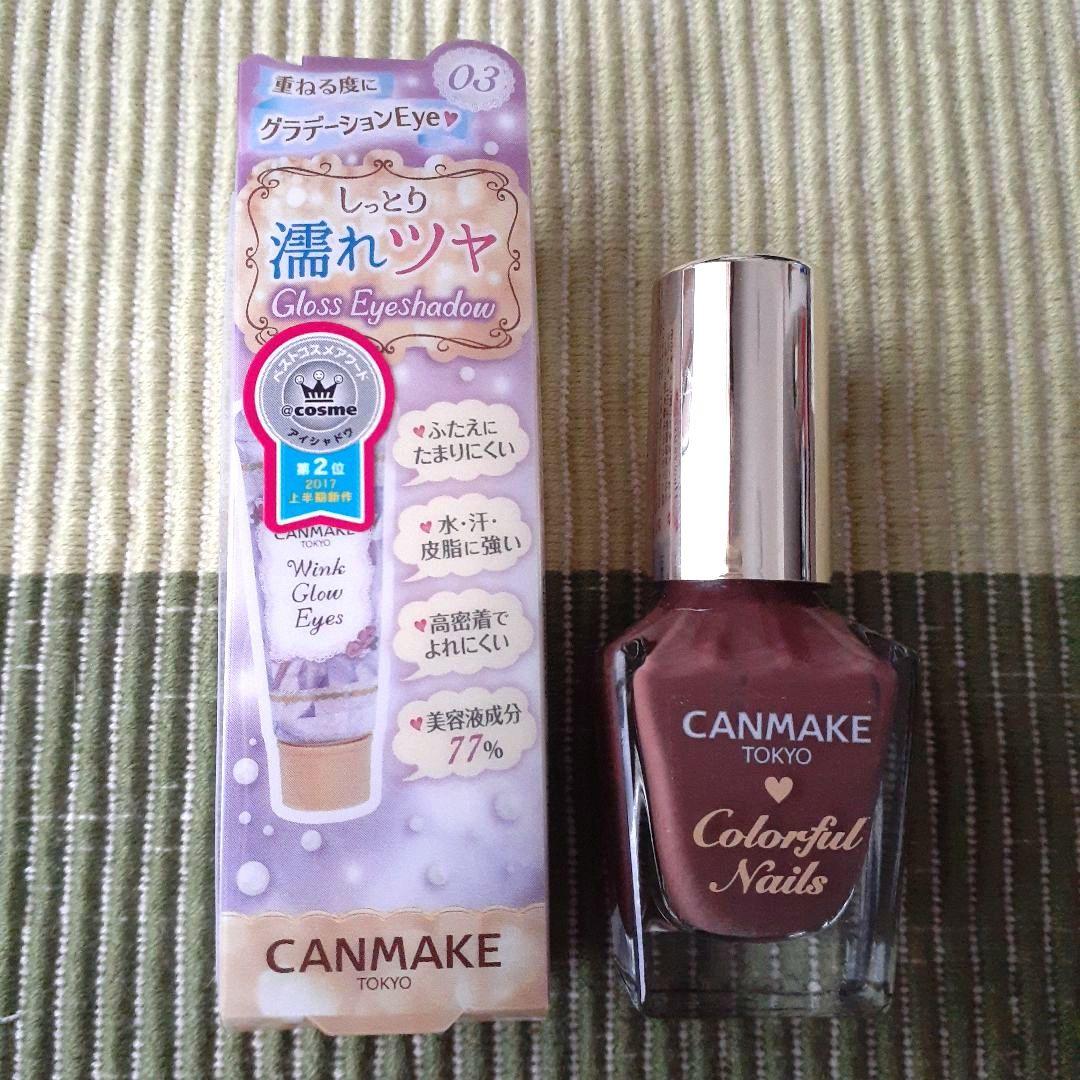 03
重ねる度に
グラデーションEye♥
しっとり
濡れツヤ
Gloss Eyeshadow
ベストコスメアワード
@cosme
アイシャドウ
第2位
2017
上半期新作
♥ふたえに
たまりにくい
♥水・汗・
皮脂に強い
♥高密着で
よれにくい
♥美容液成分
77%
CANMAKE
TOKYO
Wink
Glow
Eyes
CANMAKE
TOKYO
CANMAKE
TOKYO
Colorful
Nails